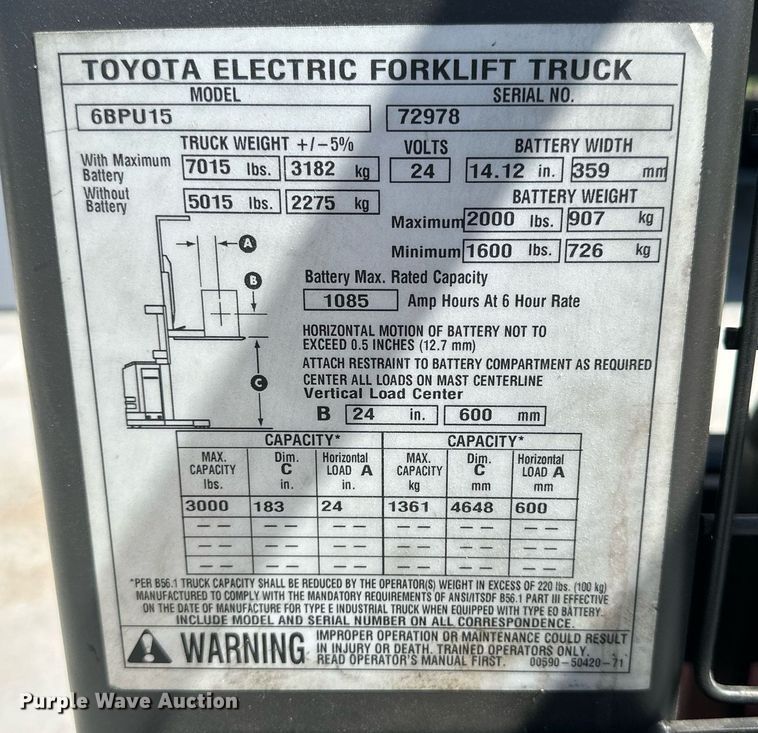 TOYOTA ELECTRIC FORKLIFT TRUCK
MODEL SERIAL NO.
6BPU15 72978
TRUCK WEIGHT +/-5% VOLTS BATTERY WIDTH
With Maximum Battery 7015 lbs. 3182 kg 24 14.12 in. 359 mm
Without Battery 5015 lbs. 2275 kg
BATTERY WEIGHT
Maximum 2000 lbs. 907 kg
Minimum 1600 lbs. 726 kg
A
B
C
Battery Max. Rated Capacity
1085 Amp Hours At 6 Hour Rate
HORIZONTAL MOTION OF BATTERY NOT TO
EXCEED 0.5 INCHES (12.7 mm)
ATTACH RESTRAINT TO BATTERY COMPARTMENT AS REQUIRED
CENTER ALL LOADS ON MAST CENTERLINE
Vertical Load Center
B 24 in. 600 mm
CAPACITY* CAPACITY*
MAX. CAPACITY lbs. Dim. C in. Horizontal LOAD A in. MAX. CAPACITY kg Dim. C mm Horizontal LOAD A mm
3000 183 24 1361 4648 600
-- -- -- -- -- --
-- -- -- -- -- --
-- -- -- -- -- --
*PER B56.1 TRUCK CAPACITY SHALL BE REDUCED BY THE OPERATOR(S) WEIGHT IN EXCESS OF 220 lbs. (100 kg)
MANUFACTURED TO COMPLY WITH THE MANDATORY REQUIREMENTS OF ANSI/ITSDF B56.1 PART III EFFECTIVE
ON THE DATE OF MANUFACTURE FOR TYPE E INDUSTRIAL TRUCK WHEN EQUIPPED WITH TYPE EO BATTERY.
INCLUDE MODEL AND SERIAL NUMBER ON ALL CORRESPONDENCE.
WARNING
IMPROPER OPERATION OR MAINTENANCE COULD RESULT
IN INJURY OR DEATH. TRAINED OPERATORS ONLY.
READ OPERATOR'S MANUAL FIRST. 00590-50420-71
Purple Wave Auction